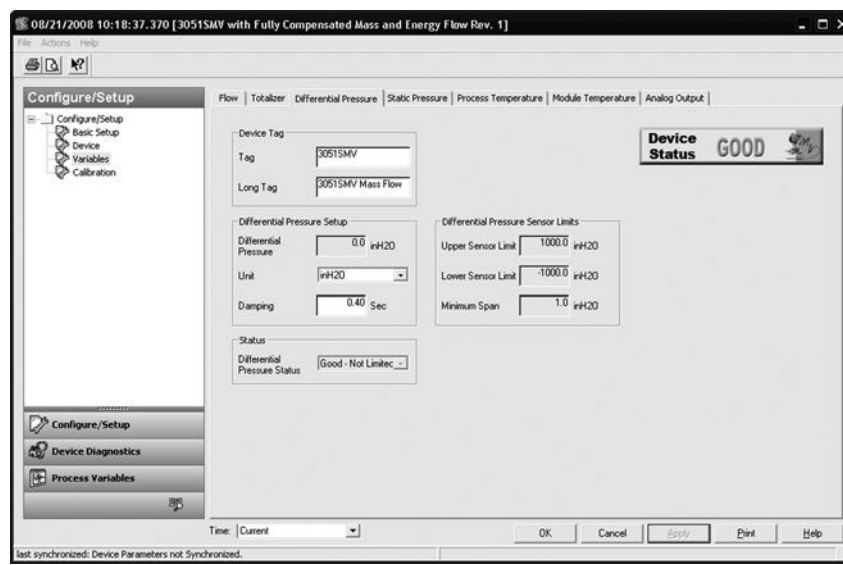 08/21/2008 10:18:37.370 [3051SMV with Fully Compensated Mass and Energy Flow Rev. 1]
File Actions Help
Configure/Setup
Configure/Setup
Basic Setup
Device
Variables
Calibration
Flow Totalizer Differential Pressure Static Pressure Process Temperature Module Temperature Analog Output
Device Tag
Tag 3051SMV
Long Tag 3051SMV Mass Flow
Device Status GOOD
Differential Pressure Setup
Differential Pressure 0.0 inH2O
Unit inH2O
Damping 0.40 Sec
Differential Pressure Sensor Limits
Upper Sensor Limit 1000.0 inH2O
Lower Sensor Limit -1000.0 inH2O
Minimum Span 1.0 inH2O
Status
Differential Pressure Status Good - Not Limitec
Configure/Setup
Device Diagnostics
Process Variables
Time: Current
OK Cancel Apply Print Help
last synchronized: Device Parameters not Synchronized.